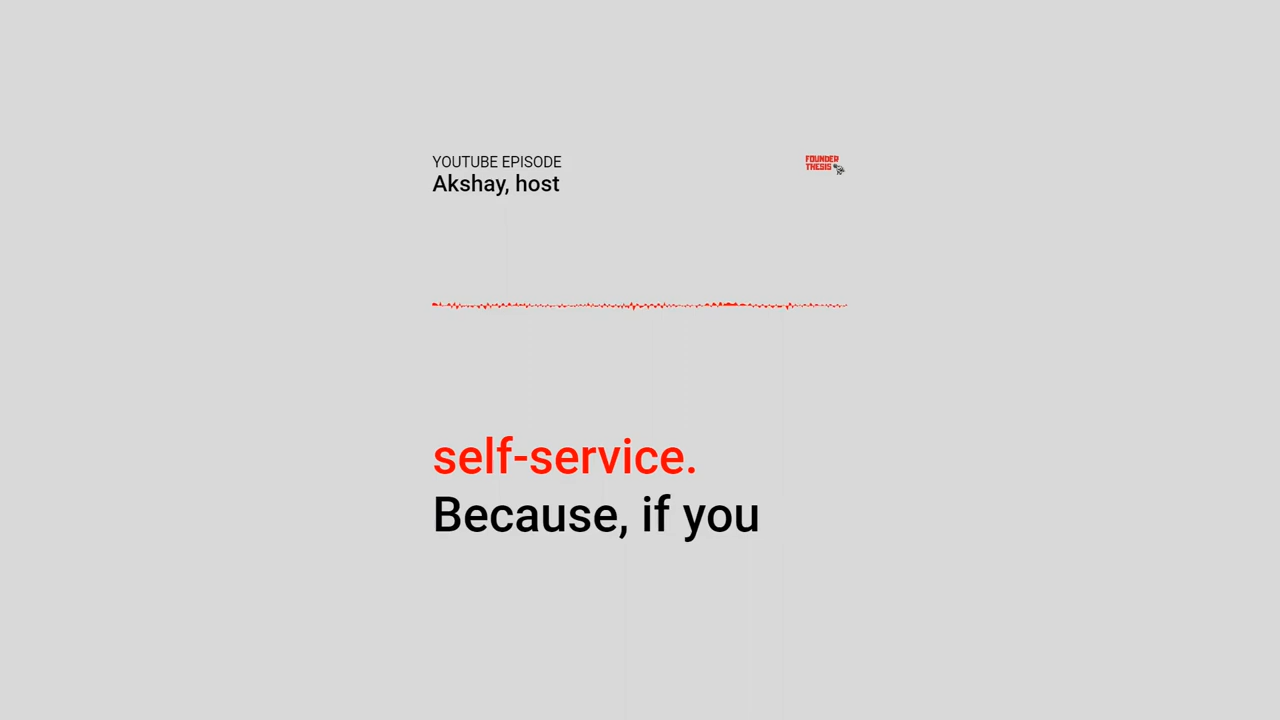 YOUTUBE EPISODE
Akshay, host
FOUNDER
THESIS
self-service.
Because, if you